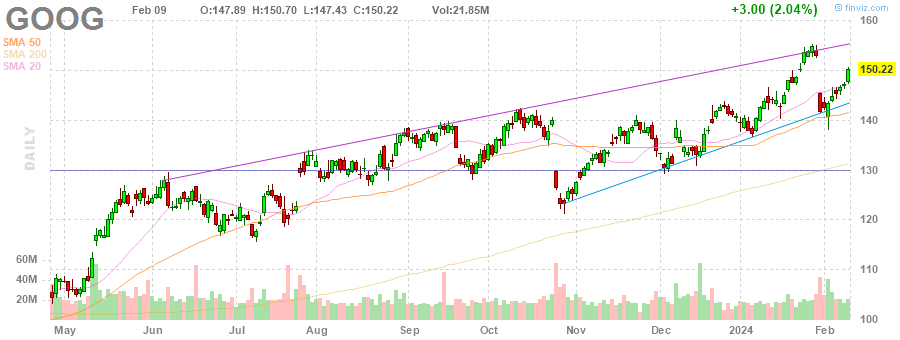 GOOG Feb 09 O:147.89 H:150.70 L:147.43 C:150.22 Vol:21.85M +3.00 (2.04%) © finviz.com
SMA 50
SMA 200
SMA 20
DAILY
160
150.22
140
130
120
110
100
60M
40M
20M
May Jun Jul Aug Sep Oct Nov Dec 2024 Feb